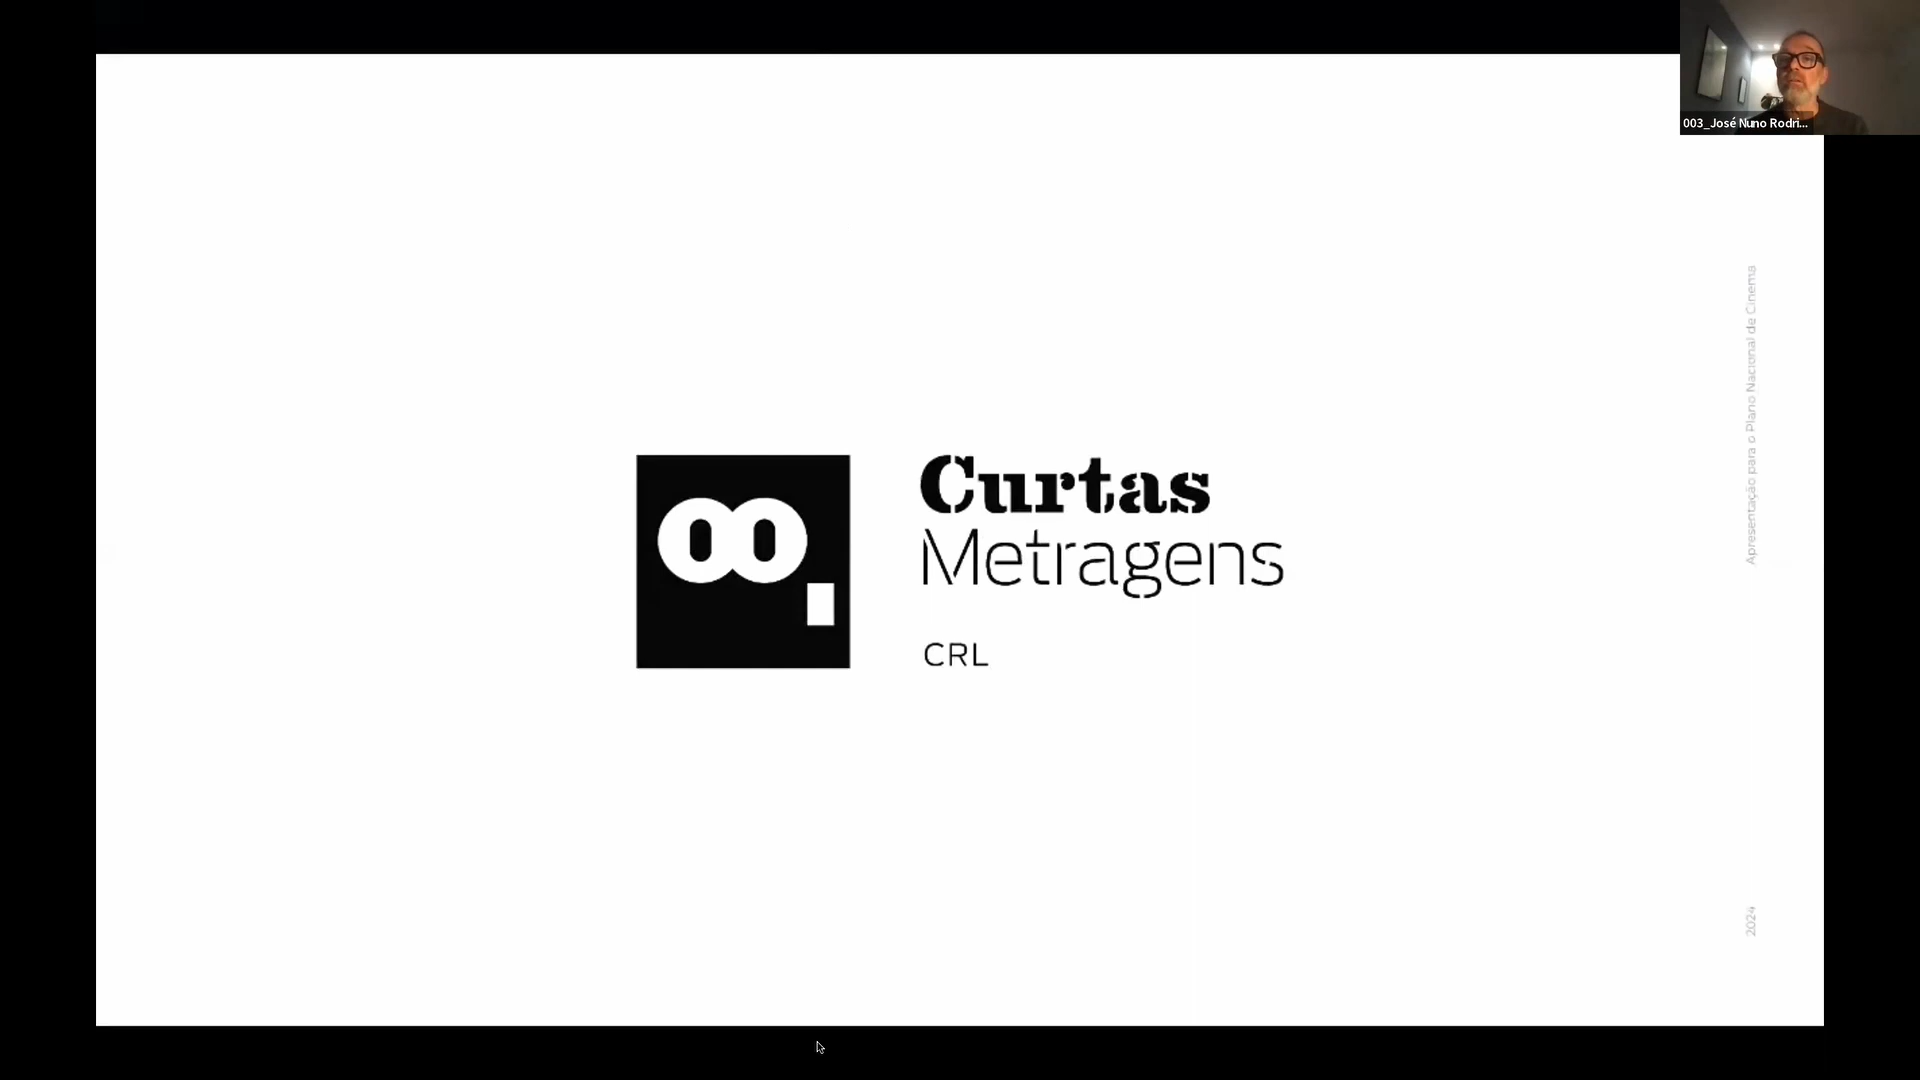 003_José Nuno Rodri...
Curtas
Metragens
CRL
Apresentação para o Plano Nacional de Cinema
2024